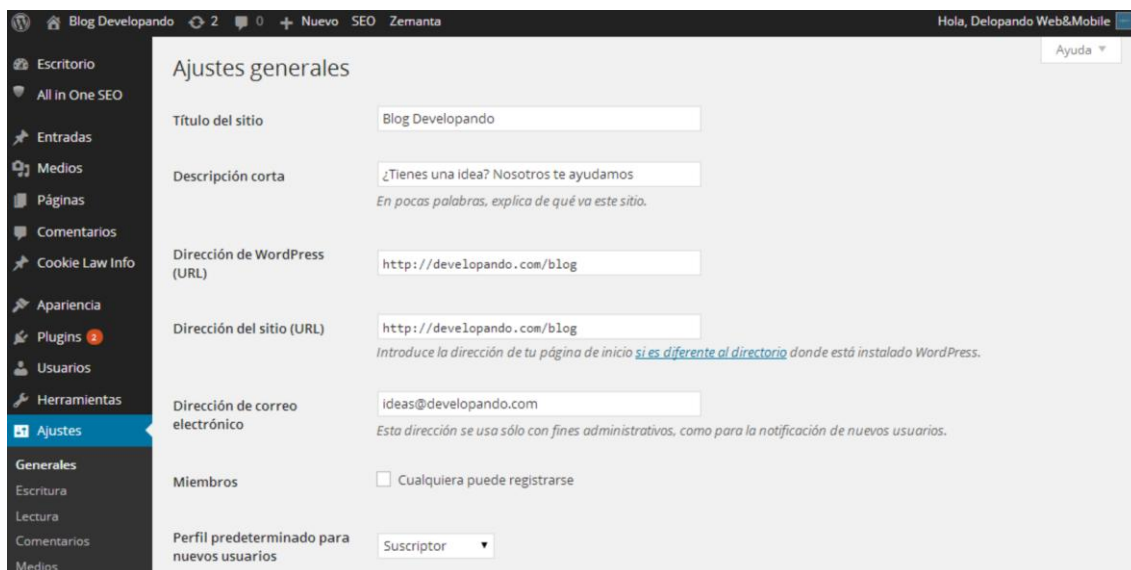 Blog Developando 2 0 + Nuevo SEO Zemanta Hola, Delopando Web&Mobile
Ayuda
Escritorio
All in One SEO
Entradas
Medios
Páginas
Comentarios
Cookie Law Info
Apariencia
Plugins 2
Usuarios
Herramientas
Ajustes
Generales
Escritura
Lectura
Comentarios
Medios
Ajustes generales
Título del sitio
Blog Developando
Descripción corta
¿Tienes una idea? Nosotros te ayudamos
En pocas palabras, explica de qué va este sitio.
Dirección de WordPress
(URL)
http://developando.com/blog
Dirección del sitio (URL)
http://developando.com/blog
Introduce la dirección de tu página de inicio si es diferente al directorio donde está instalado WordPress.
Dirección de correo
electrónico
ideas@developando.com
Esta dirección se usa sólo con fines administrativos, como para la notificación de nuevos usuarios.
Miembros
Cualquiera puede registrarse
Perfil predeterminado para
nuevos usuarios
Suscriptor